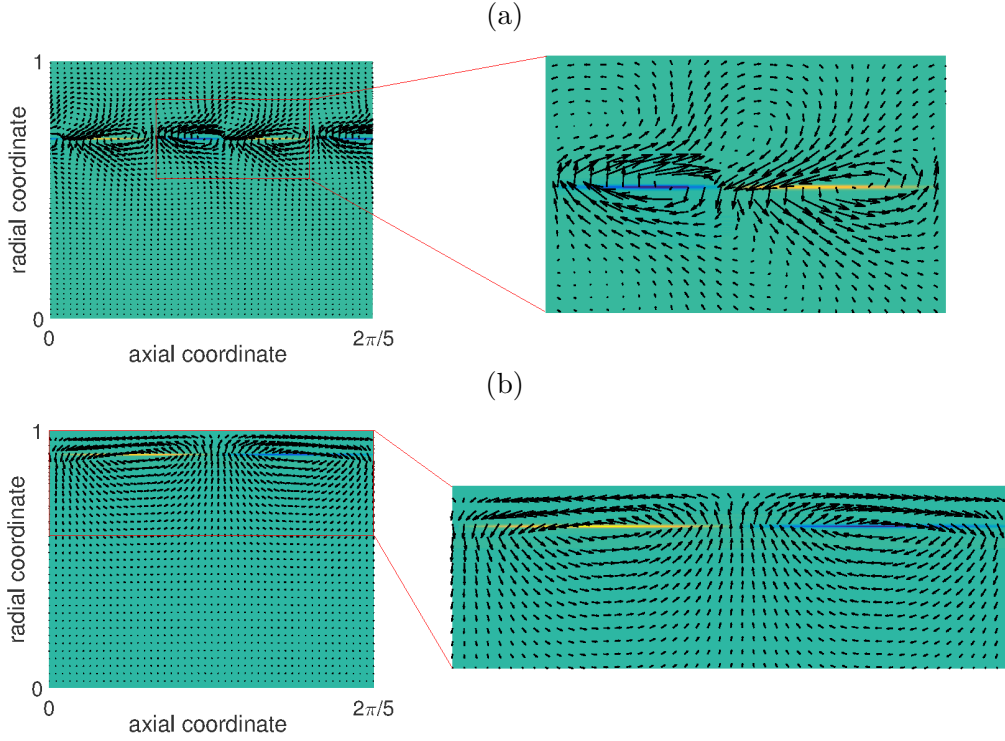 (a)
1
radial coordinate
0
0
2π/5
axial coordinate
(b)
1
radial coordinate
0
0
2π/5
axial coordinate